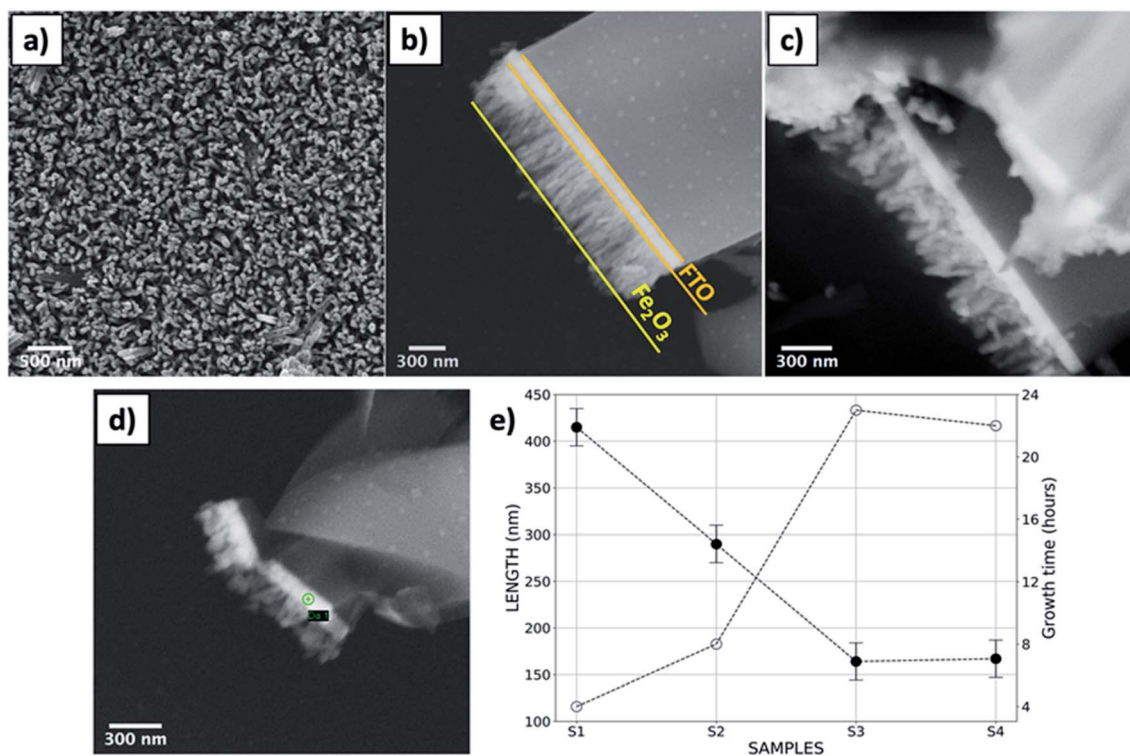 a)
500 nm
b)
FTO
Fe₂O₃
300 nm
c)
300 nm
d)
300 nm
e)
450
400
350
300
250
200
150
100
LENGTH (nm)
24
20
16
12
8
4
Growth time (hours)
S1 S2 S3 S4
SAMPLES